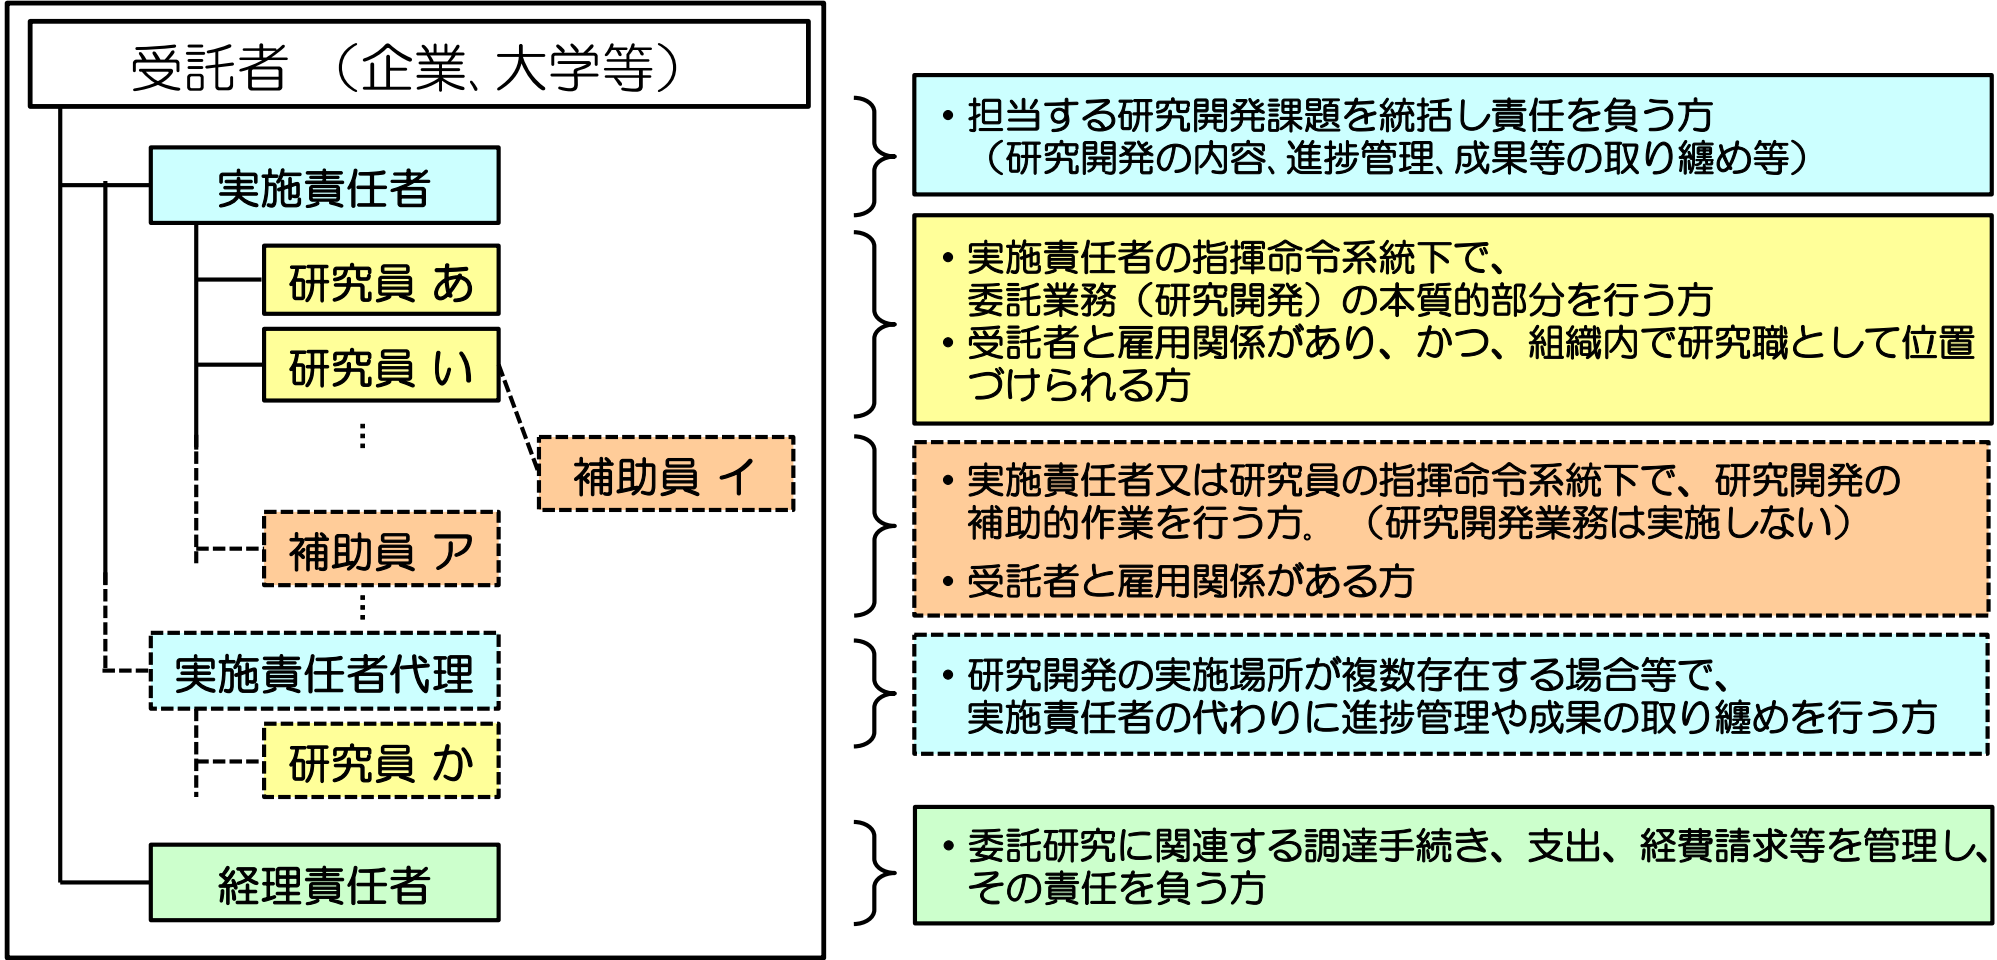 受託者 （企業、大学等）
実施責任者
研究員 あ
研究員 い
補助員 イ
補助員 ア
実施責任者代理
研究員 か
経理責任者
・担当する研究開発課題を統括し責任を負う方
（研究開発の内容、進捗管理、成果等の取り纏め等）
・実施責任者の指揮命令系統下で、
委託業務（研究開発）の本質的部分を行う方
・受託者と雇用関係があり、かつ、組織内で研究職として位置
づけられる方
・実施責任者又は研究員の指揮命令系統下で、研究開発の
補助的作業を行う方。 （研究開発業務は実施しない）
・受託者と雇用関係がある方
・研究開発の実施場所が複数存在する場合等で、
実施責任者の代わりに進捗管理や成果の取り纏めを行う方
・委託研究に関連する調達手続き、支出、経費請求等を管理し、
その責任を負う方